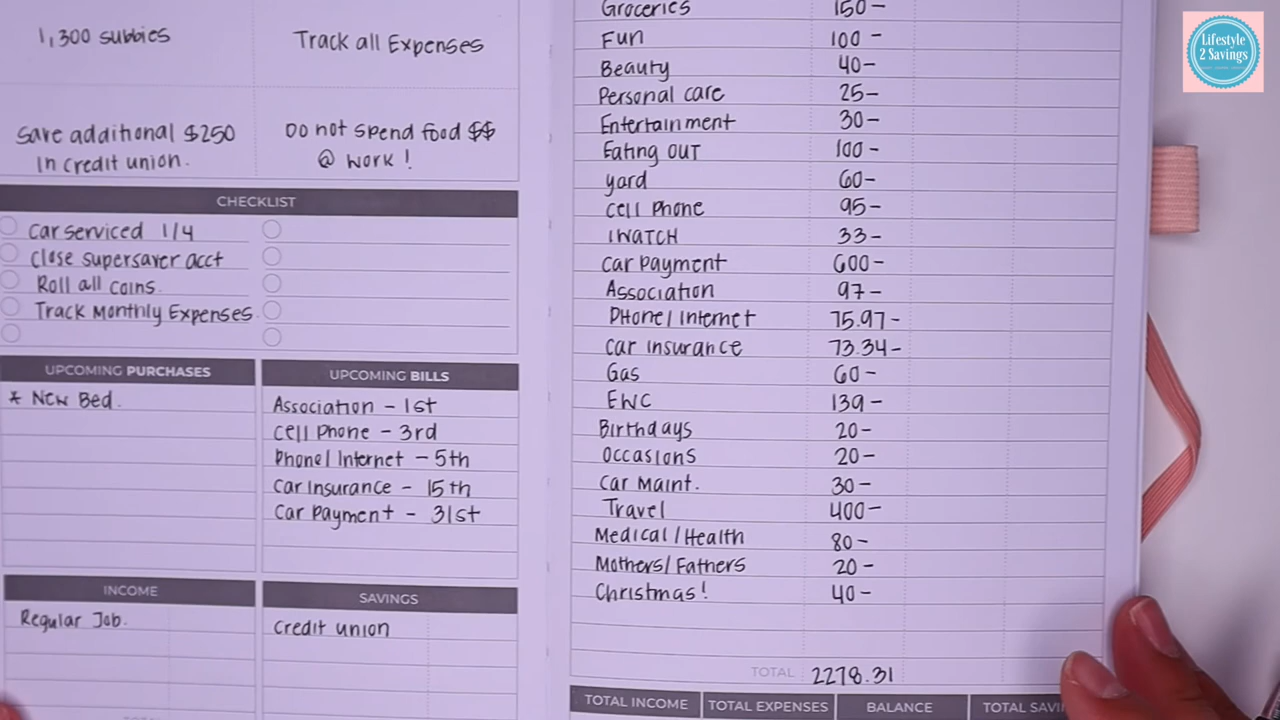 1,300 subbies
Track all Expenses
Save additional $250
in credit union.
Do not spend food $$
@ work!
CHECKLIST
Car serviced 1/4
Close supersaver acct
Roll all coins.
Track Monthly Expenses
UPCOMING PURCHASES
* New Bed.
UPCOMING BILLS
Association - 1st
Cell Phone - 3rd
Phone/Internet - 5th
Car Insurance - 15th
Car Payment - 31st
INCOME
Regular Job.
SAVINGS
Credit union
Groceries 150-
Fun 100-
Beauty 40-
Personal care 25-
Entertainment 30-
Eating OUT 100-
yard 60-
Cell Phone 95-
IWATCH 33-
Car Payment 600-
Association 97-
Phone/Internet 75.97-
Car Insurance 73.34-
Gas 60-
EWC 139-
Birthdays 20-
Occasions 20-
Car Maint. 30-
Travel 400-
Medical/Health 80-
Mothers/Fathers 20-
Christmas! 40-
TOTAL 2278.31
TOTAL INCOME
TOTAL EXPENSES
BALANCE
TOTAL
Lifestyle
2 Savings